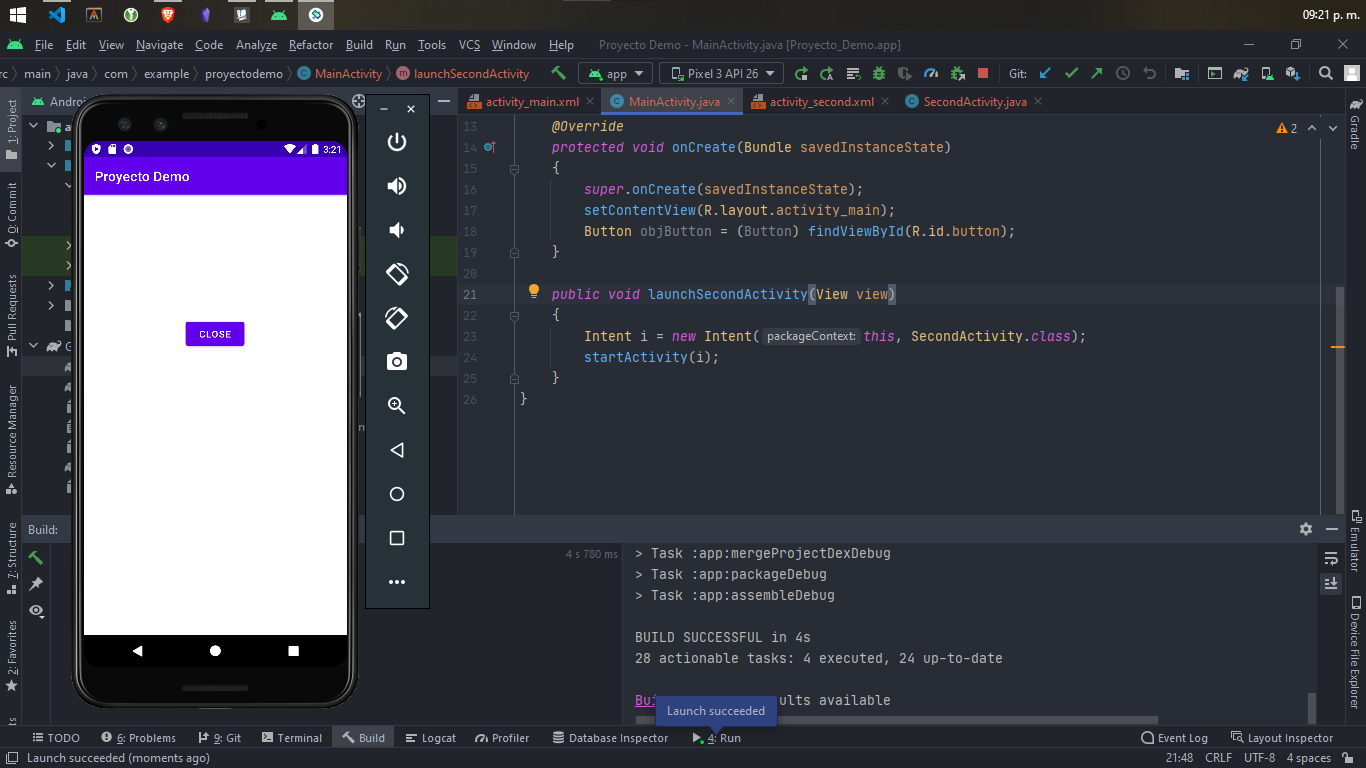 09:21 p. m.
File Edit View Navigate Code Analyze Refactor Build Run Tools VCS Window Help Proyecto Demo - MainActivity.java [Proyecto_Demo.app]
main java com example proyectodemo MainActivity launchSecondActivity app Pixel 3 API 26 Git:
1: Project
0: Commit
Pull Requests
Resource Manager
7: Structure
2: Favorites
activity_main.xml MainActivity.java activity_second.xml SecondActivity.java
3:21
Proyecto Demo
CLOSE
2
13 @Override
14 protected void onCreate(Bundle savedInstanceState)
15 {
16 super.onCreate(savedInstanceState);
17 setContentView(R.layout.activity_main);
18 Button objButton = (Button) findViewById(R.id.button);
19 }
20
21 public void launchSecondActivity(View view)
22 {
23 Intent i = new Intent( packageContext: this, SecondActivity.class);
24 startActivity(i);
25 }
26 }
Gradle
Emulator
Device File Explorer
Build:
4 s 780 ms
> Task :app:mergeProjectDexDebug
> Task :app:packageDebug
> Task :app:assembleDebug
BUILD SUCCESSFUL in 4s
28 actionable tasks: 4 executed, 24 up-to-date
available
Launch succeeded
TODO 6: Problems 9: Git Terminal Build Logcat Profiler Database Inspector 4: Run Event Log Layout Inspector
Launch succeeded (moments ago) 21:48 CRLF UTF-8 4 spaces